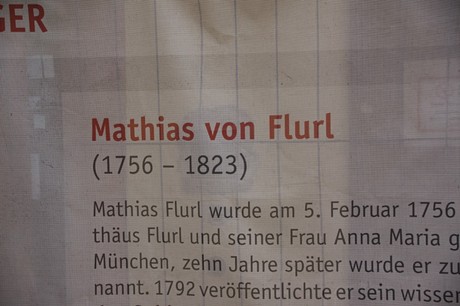 GER
Mathias von Flurl
(1756 – 1823)
Mathias Flurl wurde am 5. Februar 1756
thäus Flurl und seiner Frau Anna Maria g
München, zehn Jahre später wurde er zu
nannt. 1792 veröffentlichte er sein wissen